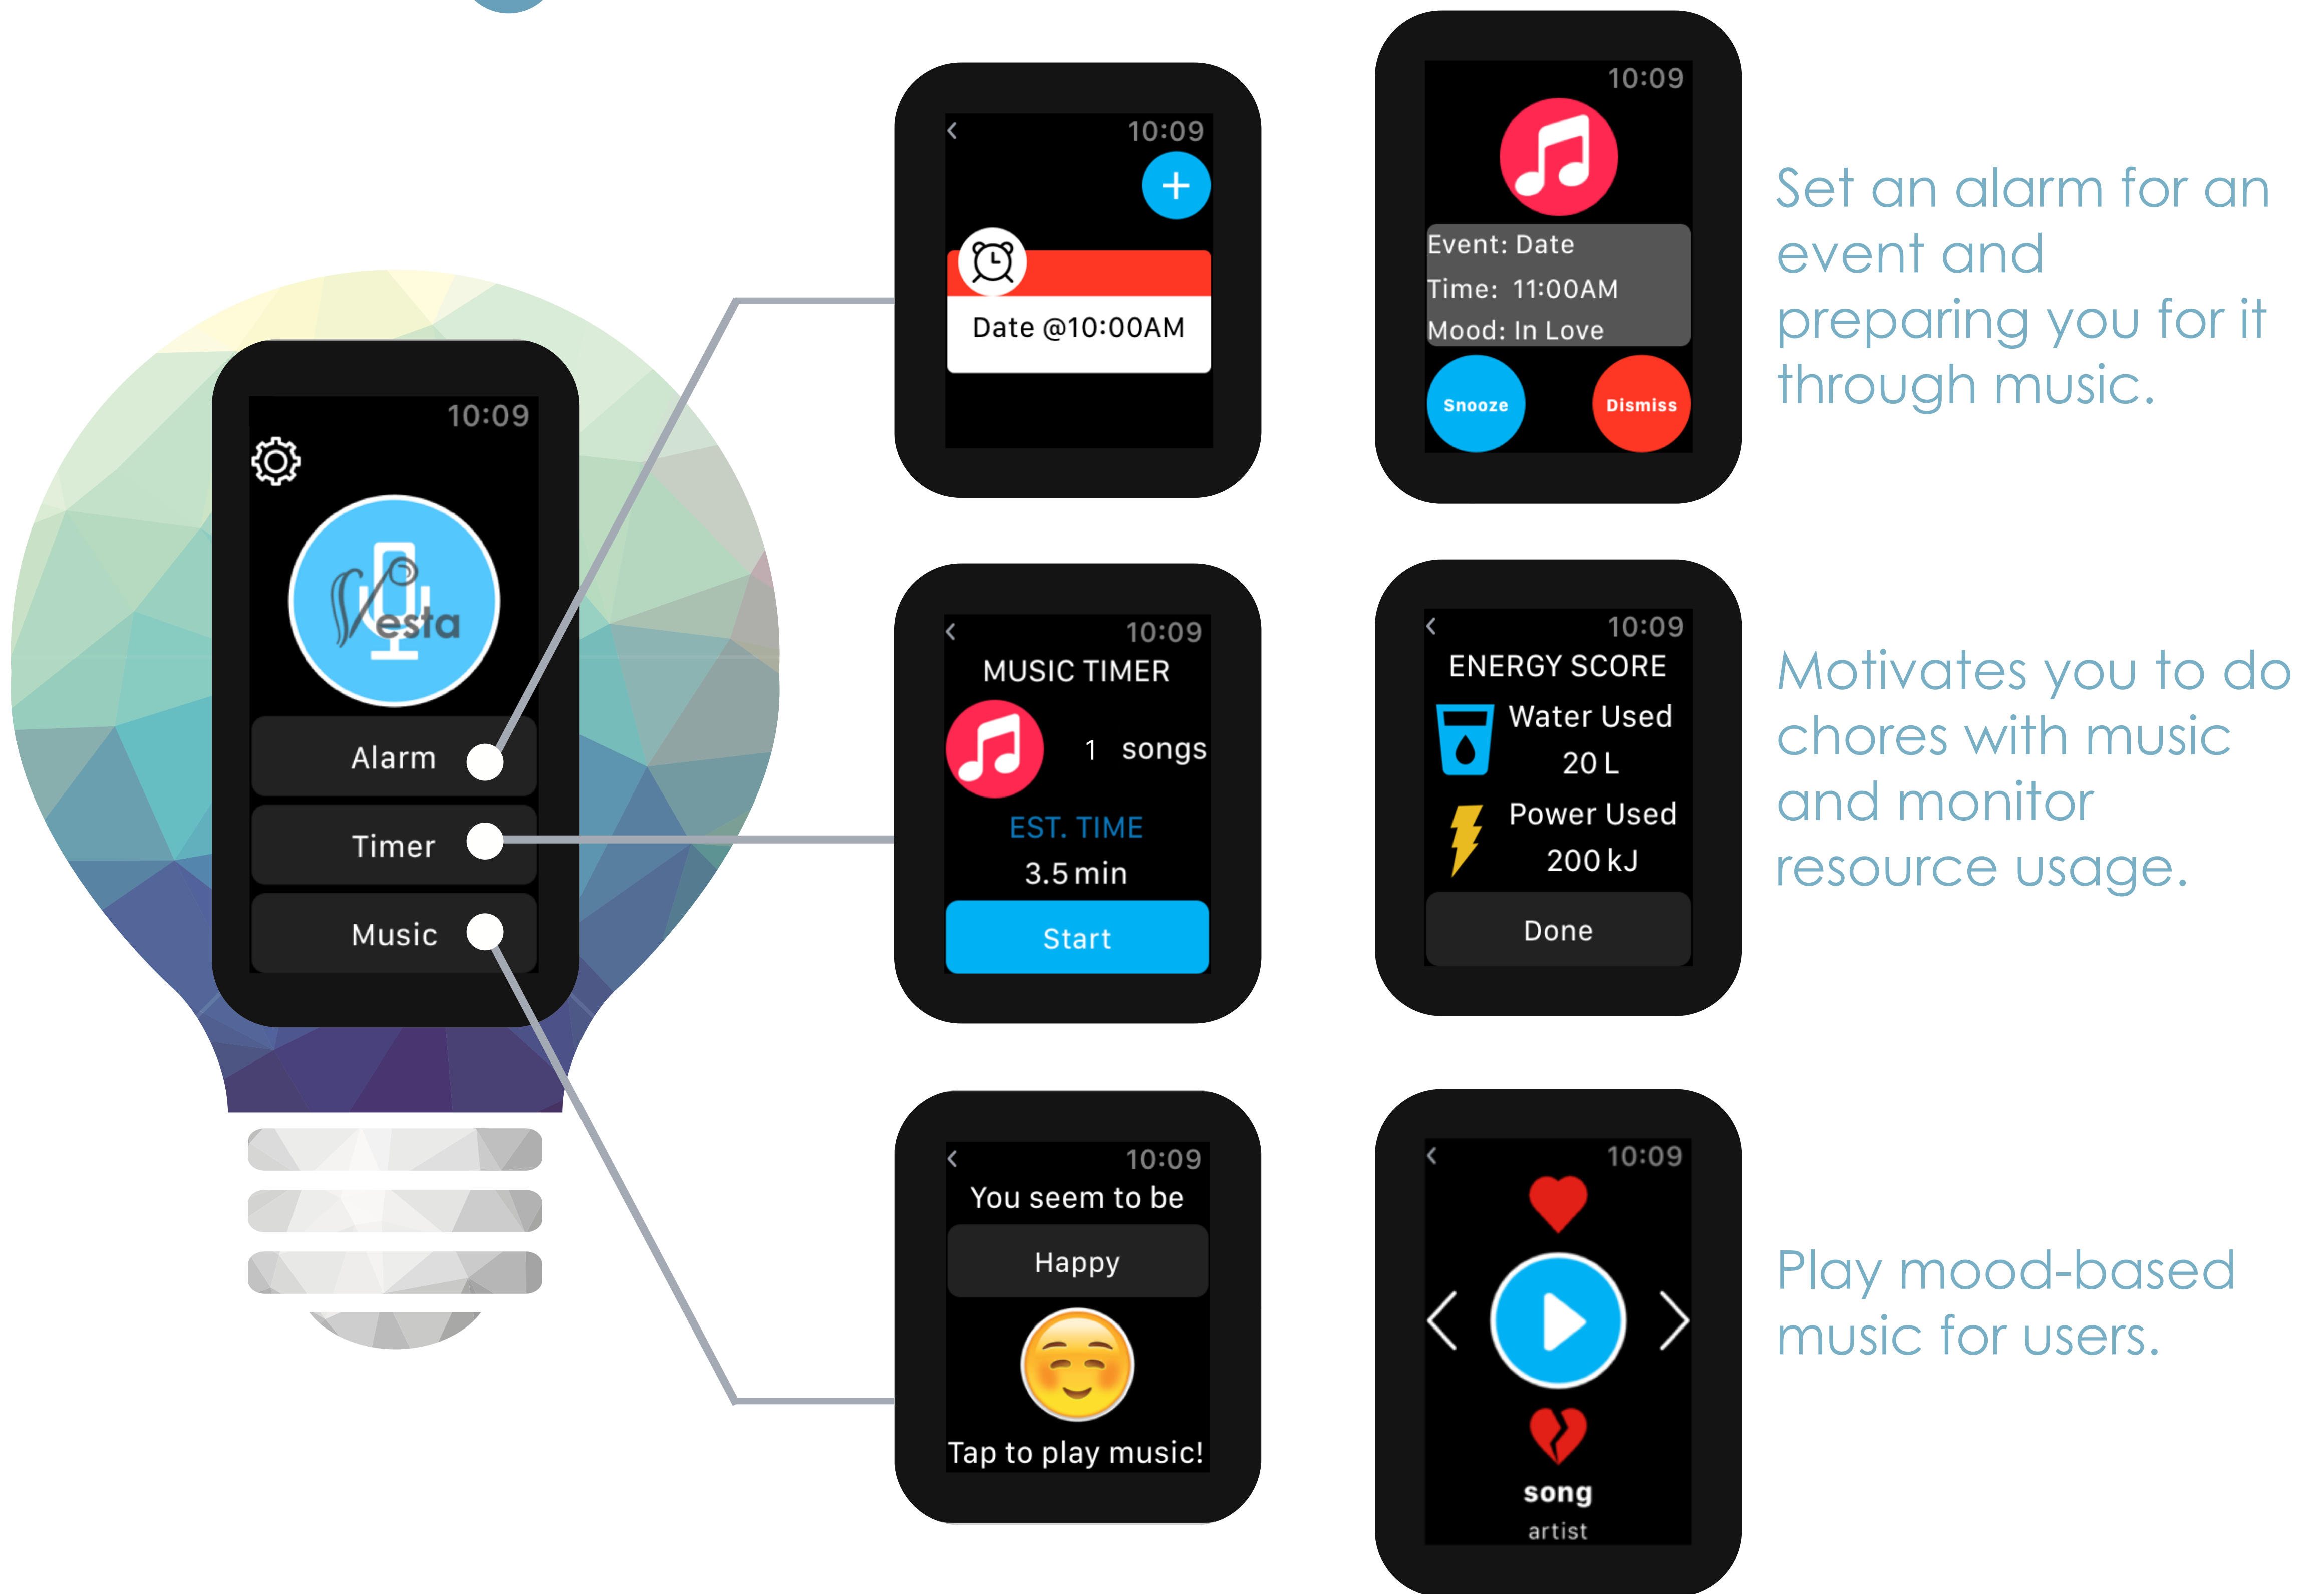 10:09
Vesta
Alarm
Timer
Music
10:09
Date @10:00AM
10:09
Event: Date
Time: 11:00AM
Mood: In Love
Snooze
Dismiss
Set an alarm for an
event and
preparing you for it
through music.
10:09
MUSIC TIMER
1 songs
EST. TIME
3.5 min
Start
10:09
ENERGY SCORE
Water Used
20 L
Power Used
200 kJ
Done
Motivates you to do
chores with music
and monitor
resource usage.
10:09
You seem to be
Happy
Tap to play music!
10:09
song
artist
Play mood-based
music for users.